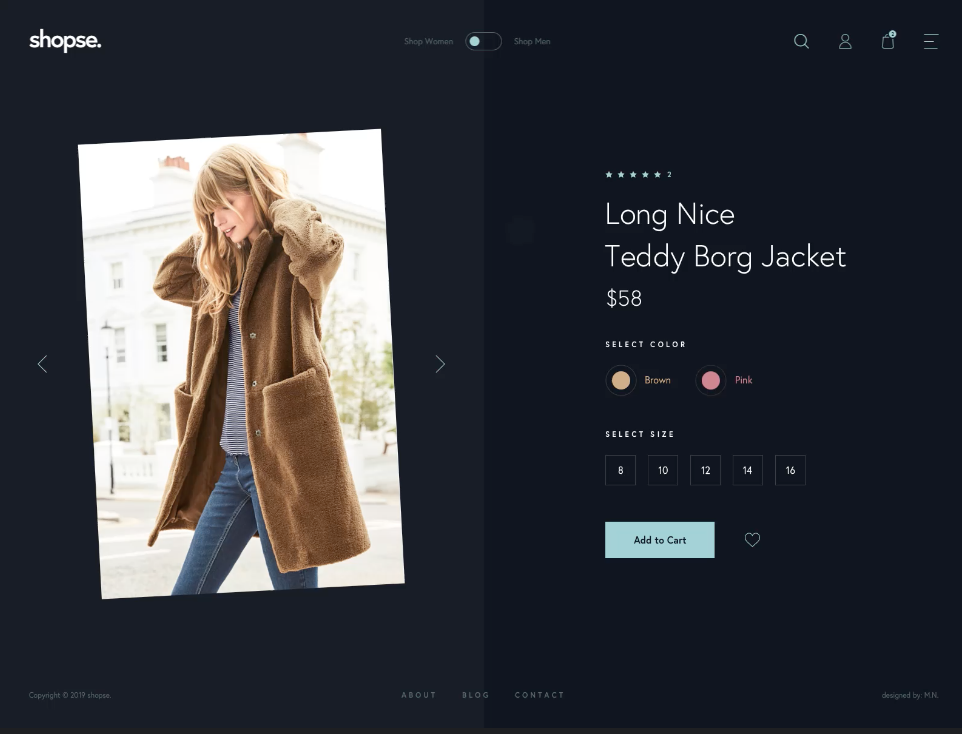 shopse.
Shop Women
Shop Men
2
2
Long Nice
Teddy Borg Jacket
$58
SELECT COLOR
Brown
Pink
SELECT SIZE
8
10
12
14
16
Add to Cart
Copyright © 2019 shopse.
ABOUT
BLOG
CONTACT
designed by: M.N.